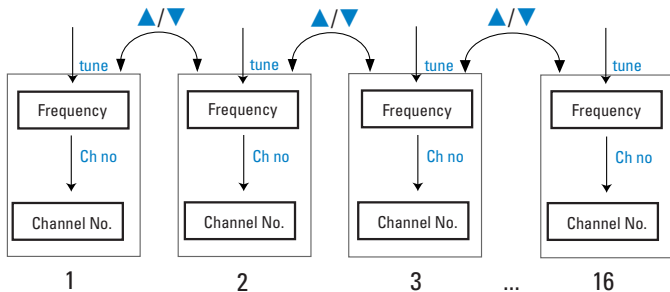 ▲/▼ ▲/▼ ▲/▼
tune tune tune tune
Frequency Frequency Frequency Frequency
Ch no Ch no Ch no Ch no
Channel No. Channel No. Channel No. Channel No.
1 2 3 ... 16